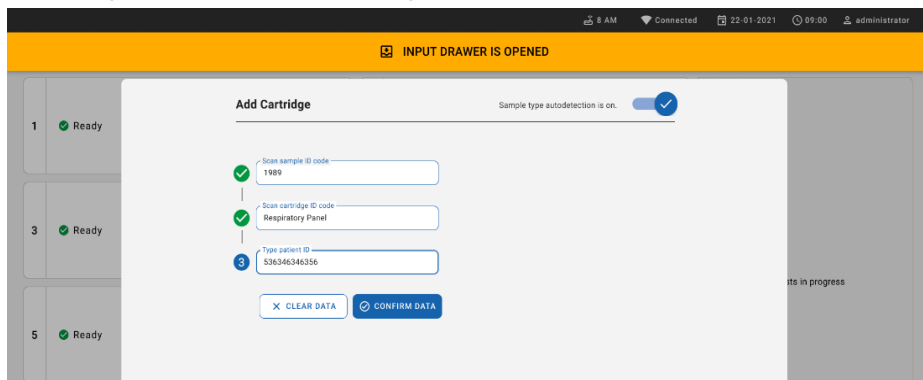 8 AM Connected 22-01-2021 09:00 administrator
INPUT DRAWER IS OPENED
Add Cartridge Sample type autodetection is on.
1 Ready
Scan sample ID code
1989
Scan cartridge ID code
Respiratory Panel
3 Ready
Type patient ID
3 536346346356
sts in progress
CLEAR DATA CONFIRM DATA
5 Ready